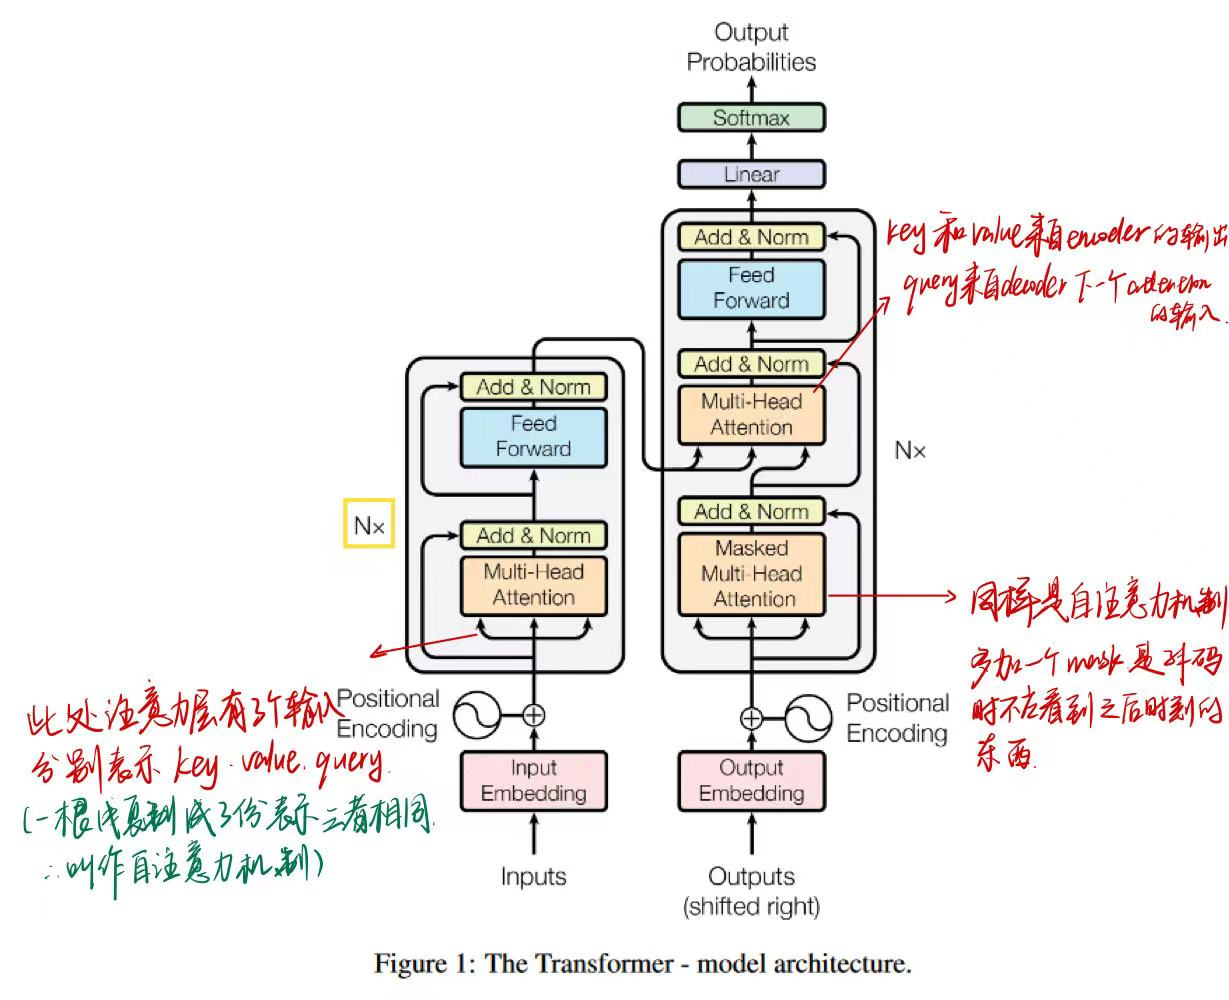 Output
Probabilities
Softmax
Linear
Add & Norm
Feed
Forward
Add & Norm
Multi-Head
Attention
Nx
Add & Norm
Masked
Multi-Head
Attention
key 和 value来自encoder的输出
query来自decoder下一个attention
的输入.
同样是自注意力机制
多加一个mask是解码
时不去看到之后时刻的
东西.
Add & Norm
Feed
Forward
Nx
Add & Norm
Multi-Head
Attention
此处注意力层有3个输入
分别表示 key.value.query.
(一根线复制成3份表示三者相同.
∴叫作自注意力机制)
Positional
Encoding
Input
Embedding
Inputs
Positional
Encoding
Output
Embedding
Outputs
(shifted right)
Figure 1: The Transformer - model architecture.